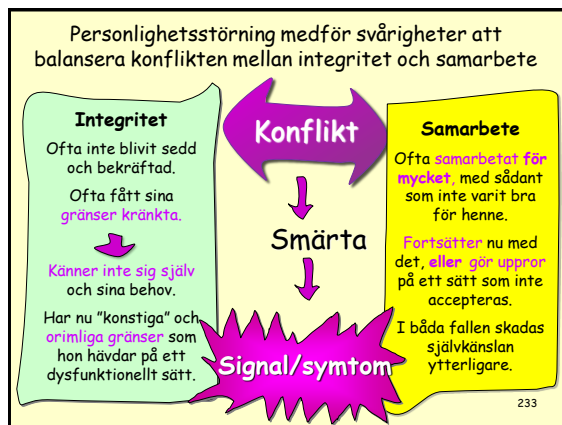 Personlighetsstörning medför svårigheter att
balansera konflikten mellan integritet och samarbete
Integritet
Ofta inte blivit sedd
och bekräftad.
Ofta fått sina
gränser kränkta.
Känner inte sig själv
och sina behov.
Har nu "konstiga" och
orimliga gränser som
hon hävdar på ett
dysfunktionellt sätt.
Konflikt
Smärta
Signal/symtom
Samarbete
Ofta samarbetat för
mycket, med sådant
som inte varit bra
för henne.
Fortsätter nu med
det, eller gör uppror
på ett sätt som inte
accepteras.
I båda fallen skadas
självkänslan
ytterligare.
233